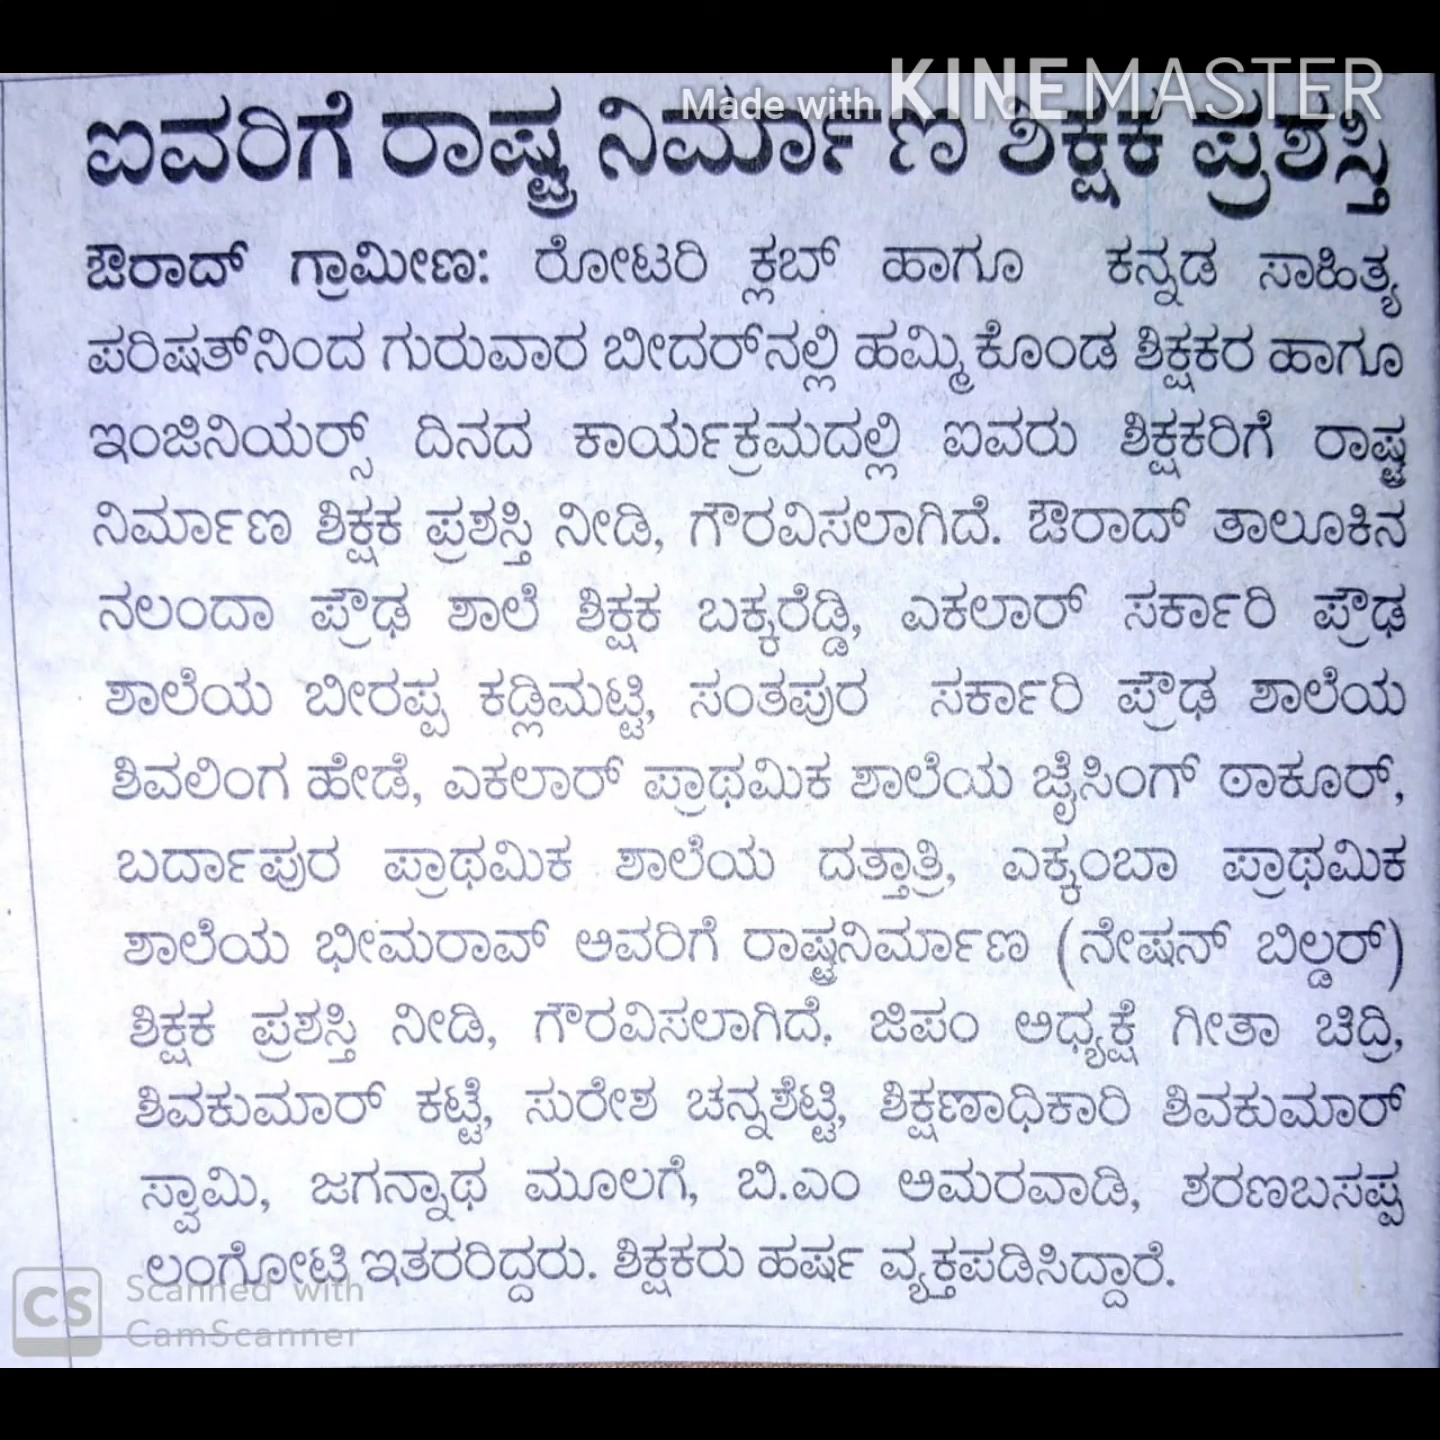 Made with KINEMASTER
ಐವರಿಗೆ ರಾಷ್ಟ್ರ ನಿರ್ಮಾಣ ಶಿಕ್ಷಕ ಪ್ರಶಸ್ತಿ
ಔರಾದ್ ಗ್ರಾಮೀಣ: ರೋಟರಿ ಕ್ಲಬ್ ಹಾಗೂ ಕನ್ನಡ ಸಾಹಿತ್ಯ
ಪರಿಷತ್‌ನಿಂದ ಗುರುವಾರ ಬೀದರ್‌ನಲ್ಲಿ ಹಮ್ಮಿಕೊಂಡ ಶಿಕ್ಷಕರ ಹಾಗೂ
ಇಂಜಿನಿಯರ್ಸ್ ದಿನದ ಕಾರ್ಯಕ್ರಮದಲ್ಲಿ ಐವರು ಶಿಕ್ಷಕರಿಗೆ ರಾಷ್ಟ್ರ
ನಿರ್ಮಾಣ ಶಿಕ್ಷಕ ಪ್ರಶಸ್ತಿ ನೀಡಿ, ಗೌರವಿಸಲಾಗಿದೆ. ಔರಾದ್ ತಾಲೂಕಿನ
ನಲಂದಾ ಪ್ರೌಢ ಶಾಲೆ ಶಿಕ್ಷಕ ಬಕ್ಕರೆಡ್ಡಿ, ಎಕಲಾರ್ ಸರ್ಕಾರಿ ಪ್ರೌಢ
ಶಾಲೆಯ ಬೀರಪ್ಪ ಕಡ್ಲಿಮಟ್ಟಿ, ಸಂತಪುರ ಸರ್ಕಾರಿ ಪ್ರೌಢ ಶಾಲೆಯ
ಶಿವಲಿಂಗ ಹೇಡೆ, ಎಕಲಾರ್ ಪ್ರಾಥಮಿಕ ಶಾಲೆಯ ಜೈಸಿಂಗ್ ಠಾಕೂರ್,
ಬರ್ದಾಪುರ ಪ್ರಾಥಮಿಕ ಶಾಲೆಯ ದತ್ತಾತ್ರಿ, ಎಕ್ಕಂಬಾ ಪ್ರಾಥಮಿಕ
ಶಾಲೆಯ ಭೀಮರಾವ್ ಅವರಿಗೆ ರಾಷ್ಟ್ರನಿರ್ಮಾಣ (ನೇಷನ್ ಬಿಲ್ಡರ್)
ಶಿಕ್ಷಕ ಪ್ರಶಸ್ತಿ ನೀಡಿ, ಗೌರವಿಸಲಾಗಿದೆ. ಜಿಪಂ ಅಧ್ಯಕ್ಷೆ ಗೀತಾ ಚಿದ್ರಿ,
ಶಿವಕುಮಾರ್ ಕಟ್ಟೆ, ಸುರೇಶ ಚನ್ನಶೆಟ್ಟಿ, ಶಿಕ್ಷಣಾಧಿಕಾರಿ ಶಿವಕುಮಾರ್
ಸ್ವಾಮಿ, ಜಗನ್ನಾಥ ಮೂಲಗೆ, ಬಿ.ಎಂ ಅಮರವಾಡಿ, ಶರಣಬಸಪ್ಪ
ಲಂಗೋಟಿ ಇತರರಿದ್ದರು. ಶಿಕ್ಷಕರು ಹರ್ಷ ವ್ಯಕ್ತಪಡಿಸಿದ್ದಾರೆ.
CS Scanned with
CamScanner